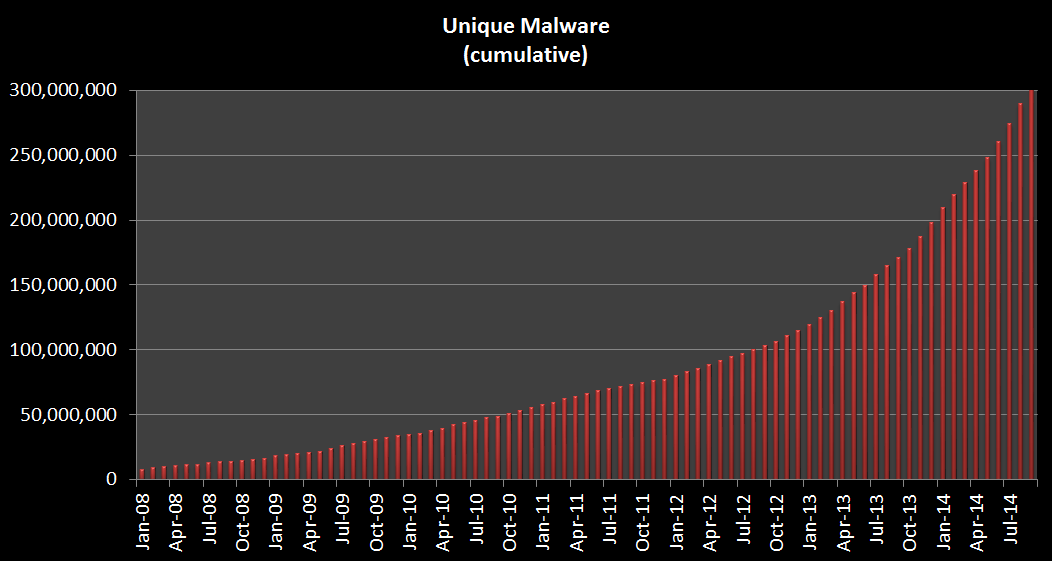 Unique Malware
(cumulative)
300,000,000
250,000,000
200,000,000
150,000,000
100,000,000
50,000,000
0
Jan-08
Apr-08
Jul-08
Oct-08
Jan-09
Apr-09
Jul-09
Oct-09
Jan-10
Apr-10
Jul-10
Oct-10
Jan-11
Apr-11
Jul-11
Oct-11
Jan-12
Apr-12
Jul-12
Oct-12
Jan-13
Apr-13
Jul-13
Oct-13
Jan-14
Apr-14
Jul-14